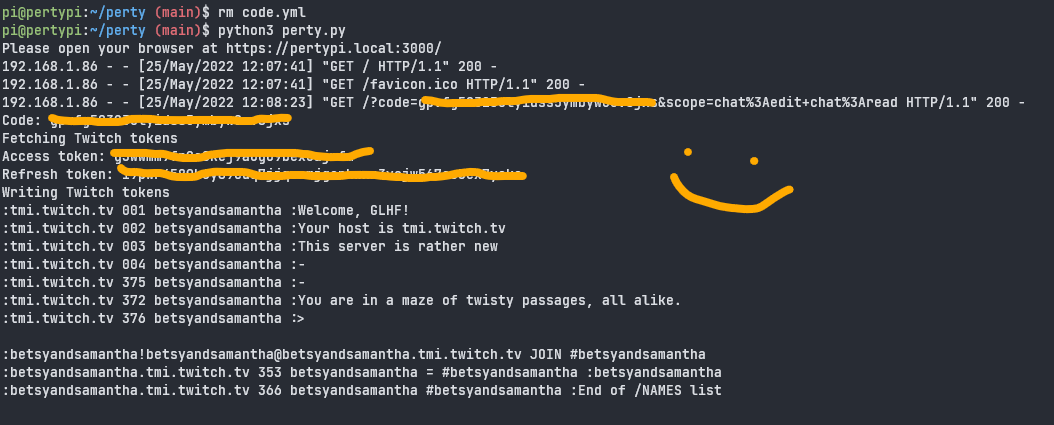 pi@pertypi:~/perty (main)$ rm code.yml
pi@pertypi:~/perty (main)$ python3 perty.py
Please open your browser at https://pertypi.local:3000/
192.168.1.86 - - [25/May/2022 12:07:41] "GET / HTTP/1.1" 200 -
192.168.1.86 - - [25/May/2022 12:07:41] "GET /favicon.ico HTTP/1.1" 200 -
192.168.1.86 - - [25/May/2022 12:08:23] "GET /?code= &scope=chat%3Aedit+chat%3Aread HTTP/1.1" 200 -
Code:
Fetching Twitch tokens
Access token:
Refresh token:
Writing Twitch tokens
:tmi.twitch.tv 001 betsyandsamantha :Welcome, GLHF!
:tmi.twitch.tv 002 betsyandsamantha :Your host is tmi.twitch.tv
:tmi.twitch.tv 003 betsyandsamantha :This server is rather new
:tmi.twitch.tv 004 betsyandsamantha :-
:tmi.twitch.tv 375 betsyandsamantha :-
:tmi.twitch.tv 372 betsyandsamantha :You are in a maze of twisty passages, all alike.
:tmi.twitch.tv 376 betsyandsamantha :>
:betsyandsamantha!betsyandsamantha@betsyandsamantha.tmi.twitch.tv JOIN #betsyandsamantha
:betsyandsamantha.tmi.twitch.tv 353 betsyandsamantha = #betsyandsamantha :betsyandsamantha
:betsyandsamantha.tmi.twitch.tv 366 betsyandsamantha #betsyandsamantha :End of /NAMES list